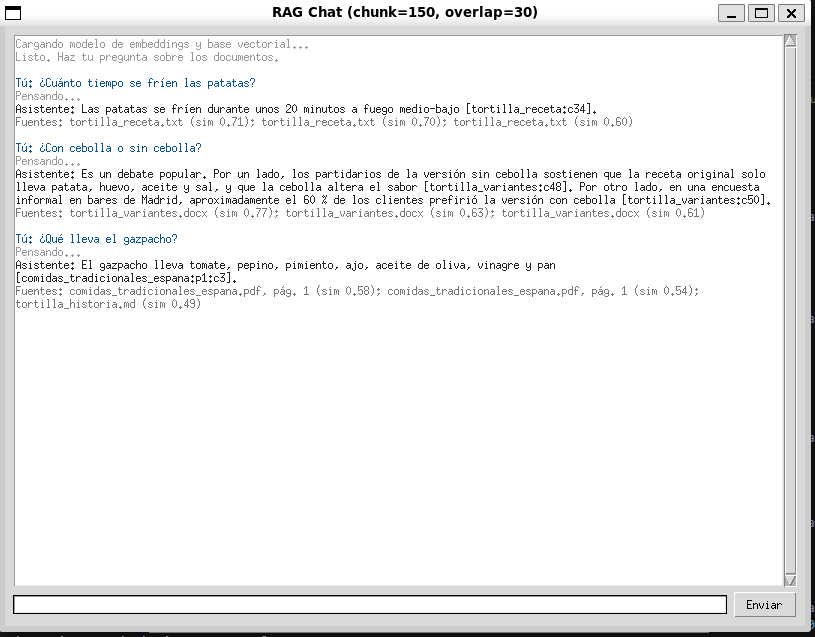 RAG Chat (chunk=150, overlap=30)
Cargando modelo de embeddings y base vectorial...
Listo. Haz tu pregunta sobre los documentos.
Tú: ¿Cuánto tiempo se fríen las patatas?
Pensando...
Asistente: Las patatas se fríen durante unos 20 minutos a fuego medio-bajo [tortilla_receta:c34].
Fuentes: tortilla_receta.txt (sim 0.71); tortilla_receta.txt (sim 0.70); tortilla_receta.txt (sim 0.60)
Tú: ¿Con cebolla o sin cebolla?
Pensando...
Asistente: Es un debate popular. Por un lado, los partidarios de la versión sin cebolla sostienen que la receta original solo
lleva patata, huevo, aceite y sal, y que la cebolla altera el sabor [tortilla_variantes:c48]. Por otro lado, en una encuesta
informal en bares de Madrid, aproximadamente el 60 % de los clientes prefirió la versión con cebolla [tortilla_variantes:c50].
Fuentes: tortilla_variantes.docx (sim 0.77); tortilla_variantes.docx (sim 0.63); tortilla_variantes.docx (sim 0.61)
Tú: ¿Qué lleva el gazpacho?
Pensando...
Asistente: El gazpacho lleva tomate, pepino, pimiento, ajo, aceite de oliva, vinagre y pan
[comidas_tradicionales_espana:p1:c3].
Fuentes: comidas_tradicionales_espana.pdf, pág. 1 (sim 0.58); comidas_tradicionales_espana.pdf, pág. 1 (sim 0.54);
tortilla_historia.md (sim 0.49)
Enviar